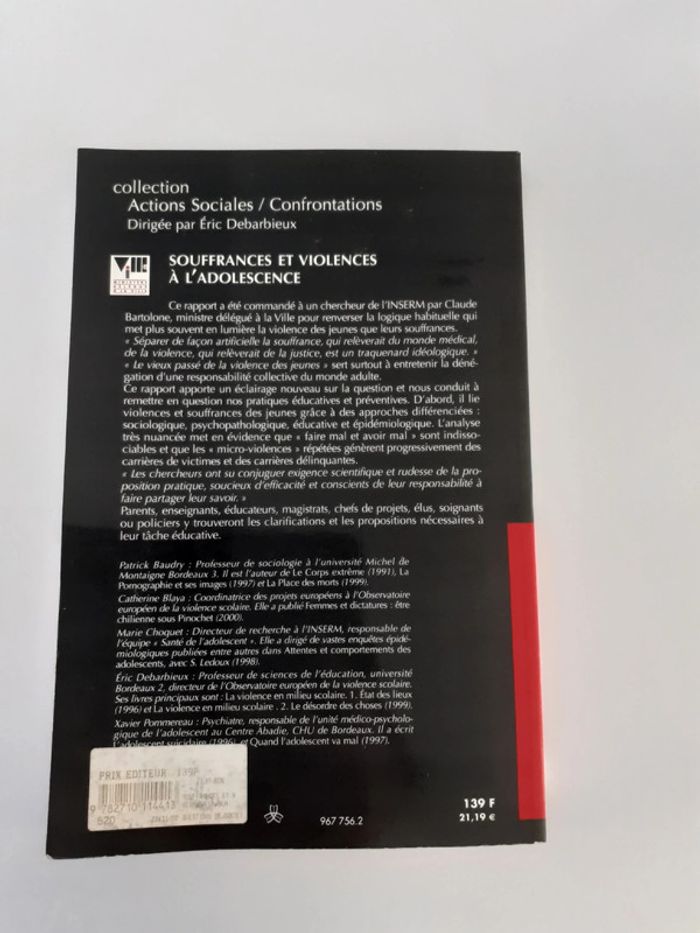 collection
Actions Sociales / Confrontations
Dirigée par Éric Debarbieux
Ville
SOUFFRANCES ET VIOLENCES
À L'ADOLESCENCE
Ce rapport a été commandé à un chercheur de l'INSERM par Claude
Bartolone, ministre délégué à la Ville pour renverser la logique habituelle qui
met plus souvent en lumière la violence des jeunes que leurs souffrances.
« Séparer de façon artificielle la souffrance, qui relèverait du monde médical,
de la violence, qui relèverait de la justice, est un traquenard idéologique. »
« Le vieux passé de la violence des jeunes » sert surtout à entretenir la déné-
gation d'une responsabilité collective du monde adulte.
Ce rapport apporte un éclairage nouveau sur la question et nous conduit à
remettre en question nos pratiques éducatives et préventives. D'abord, il lie
violences et souffrances des jeunes grâce à des approches différenciées :
sociologique, psychopathologique, éducative et épidémiologique. L'analyse
très nuancée met en évidence que « faire mal et avoir mal » sont indisso-
ciables et que les « micro-violences » répétées génèrent progressivement des
carrières de victimes et des carrières délinquantes.
« Les chercheurs ont su conjuguer exigence scientifique et rudesse de la pro-
position pratique, soucieux d'efficacité et conscients de leur responsabilité à
faire partager leur savoir. »
Parents, enseignants, éducateurs, magistrats, chefs de projets, élus, soignants
ou policiers y trouveront les clarifications et les propositions nécessaires à
leur tâche éducative.
Patrick Baudry : Professeur de sociologie à l'université Michel de
Montaigne Bordeaux 3. Il est l'auteur de Le Corps extrême (1991), La
Pornographie et ses images (1997) et La Place des morts (1999).
Catherine Blaya : Coordinatrice des projets européens à l'Observatoire
européen de la violence scolaire. Elle a publié Femmes et dictatures : être
chilienne sous Pinochet (2000).
Marie Choquet : Directeur de recherche à l'INSERM, responsable de
l'équipe « Santé de l'adolescent ». Elle a dirigé de vastes enquêtes épidé-
miologiques publiées entre autres dans Attentes et comportements des
adolescents, avec S. Ledoux (1998).
Éric Debarbieux : Professeur de sciences de l'éducation, université
Bordeaux 2, directeur de l'Observatoire européen de la violence scolaire.
Ses livres principaux sont : La violence en milieu scolaire. 1. État des lieux
(1996) et La violence en milieu scolaire . 2. Le désordre des choses (1999).
Xavier Pommereau : Psychiatre, responsable de l'unité médico-psycholo-
gique de l'adolescent au Centre Abadie, CHU de Bordeaux. Il a écrit
L'adolescent suicidaire (1996) et Quand l'adolescent va mal (1997).
PRIX EDITEUR 139F
9 782710 114413
520
967 756.2
139 F
21,19 €